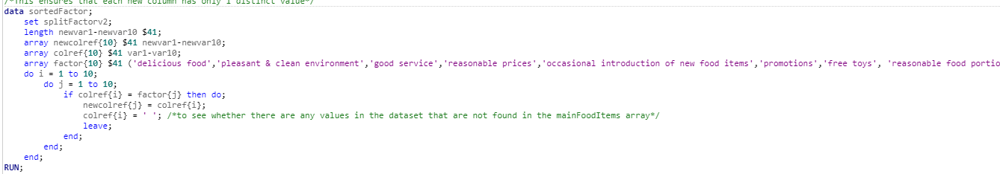 /*This ensures that each new column has only 1 distinct value*/
data sortedFactor;
set splitFactorv2;
length newvar1-newvar10 $41;
array newcolref{10} $41 newvar1-newvar10;
array colref{10} $41 var1-var10;
array factor{10} $41 ('delicious food','pleasant & clean environment','good service','reasonable prices','occasional introduction of new food items','promotions','free toys', 'reasonable food portio
do i = 1 to 10;
do j = 1 to 10;
if colref{i} = factor{j} then do;
newcolref{j} = colref{i};
colref{i} = ' '; /*to see whether there are any values in the dataset that are not found in the mainFoodItems array*/
leave;
end;
end;
end;
RUN;